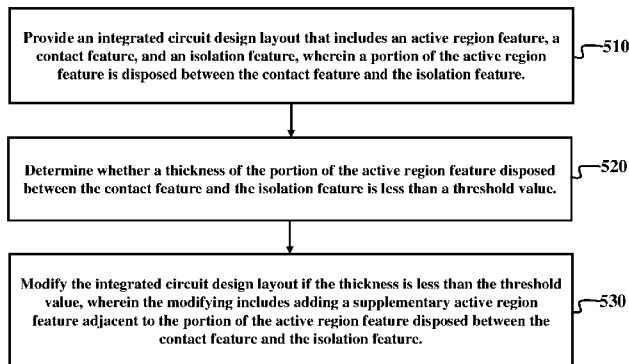 Provide an integrated circuit design layout that includes an active region feature, a
contact feature, and an isolation feature, wherein a portion of the active region
feature is disposed between the contact feature and the isolation feature.
510
Determine whether a thickness of the portion of the active region feature disposed
between the contact feature and the isolation feature is less than a threshold value.
520
Modify the integrated circuit design layout if the thickness is less than the threshold
value, wherein the modifying includes adding a supplementary active region
feature adjacent to the portion of the active region feature disposed between the
contact feature and the isolation feature.
530